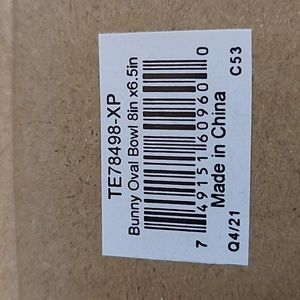 TE78498-XP
Bunny Oval Bowl 8in x6.5in
7 49151 60960 0
Made in China
Q4/21 C53